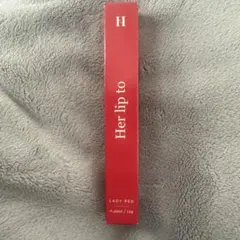 H
Her lip to
LADY RED